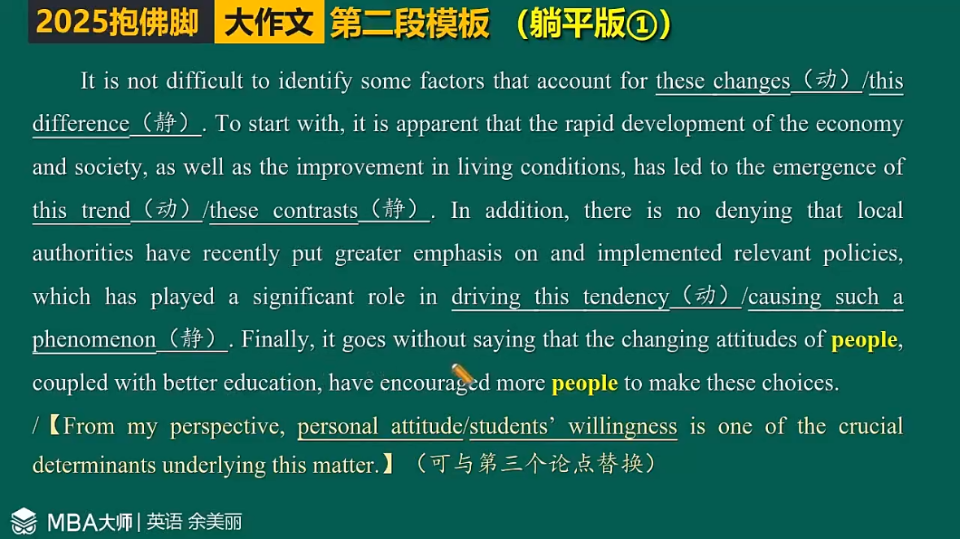 2025抱佛脚 大作文 第二段模板 （躺平版①）
It is not difficult to identify some factors that account for these changes（动）/this
difference（静）. To start with, it is apparent that the rapid development of the economy
and society, as well as the improvement in living conditions, has led to the emergence of
this trend（动）/these contrasts（静）. In addition, there is no denying that local
authorities have recently put greater emphasis on and implemented relevant policies,
which has played a significant role in driving this tendency（动）/causing such a
phenomenon（静）. Finally, it goes without saying that the changing attitudes of people,
coupled with better education, have encouraged more people to make these choices.
/【From my perspective, personal attitude/students’ willingness is one of the crucial
determinants underlying this matter.】（可与第三个论点替换）
MBA大师 | 英语 余美丽